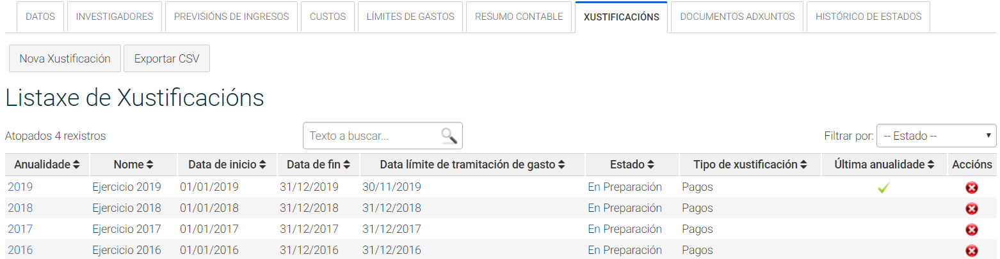 DATOS INVESTIGADORES PREVISIÓNS DE INGRESOS CUSTOS LÍMITES DE GASTOS RESUMO CONTABLE XUSTIFICACIÓNS DOCUMENTOS ADXUNTOS HISTÓRICO DE ESTADOS
Nova Xustificación Exportar CSV
Listaxe de Xustificacións
Atopados 4 rexistros Texto a buscar... Filtrar por: -- Estado --
Anualidade Nome Data de inicio Data de fin Data límite de tramitación de gasto Estado Tipo de xustificación Última anualidade Accións
2019 Ejercicio 2019 01/01/2019 31/12/2019 30/11/2019 En Preparación Pagos
2018 Ejercicio 2018 01/01/2018 31/12/2018 31/12/2018 En Preparación Pagos
2017 Ejercicio 2017 01/01/2017 31/12/2017 31/12/2017 En Preparación Pagos
2016 Ejercicio 2016 01/01/2016 31/12/2016 31/12/2016 En Preparación Pagos